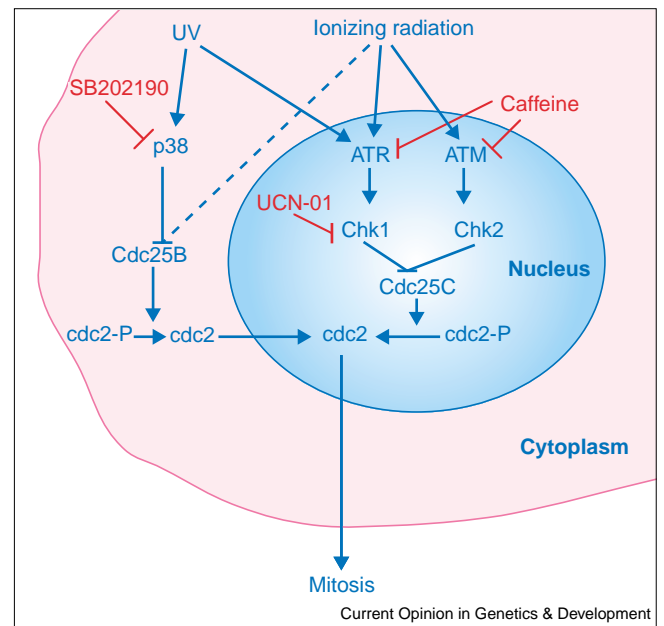 UV
Ionizing radiation
SB202190
Caffeine
p38
ATR
ATM
UCN-01
Chk1
Chk2
Cdc25B
Nucleus
Cdc25C
cdc2-P
cdc2
cdc2
cdc2-P
Cytoplasm
Mitosis
Current Opinion in Genetics & Development